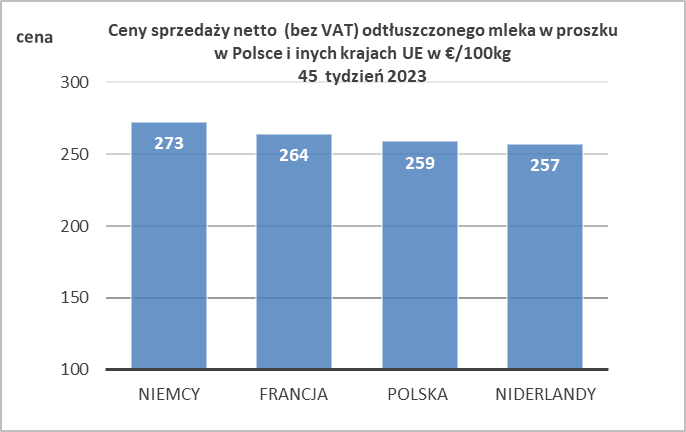 cena
Ceny sprzedaży netto  (bez VAT) odtłuszczonego mleka w proszku
w Polsce i inych krajach UE w €/100kg
45  tydzień 2023
300
250
200
150
100
273
264
259
257
NIEMCY
FRANCJA
POLSKA
NIDERLANDY